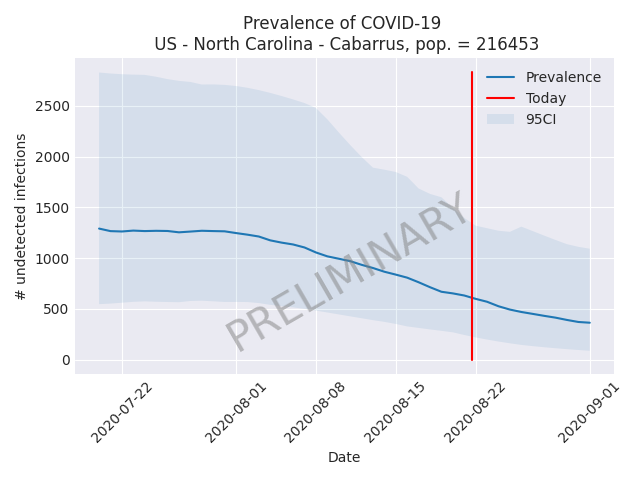 Prevalence of COVID-19
US - North Carolina - Cabarrus, pop. = 216453
# undetected infections
2500
2000
1500
1000
500
0
Prevalence
Today
95CI
PRELIMINARY
2020-07-22
2020-08-01
2020-08-08
2020-08-15
2020-08-22
2020-09-01
Date